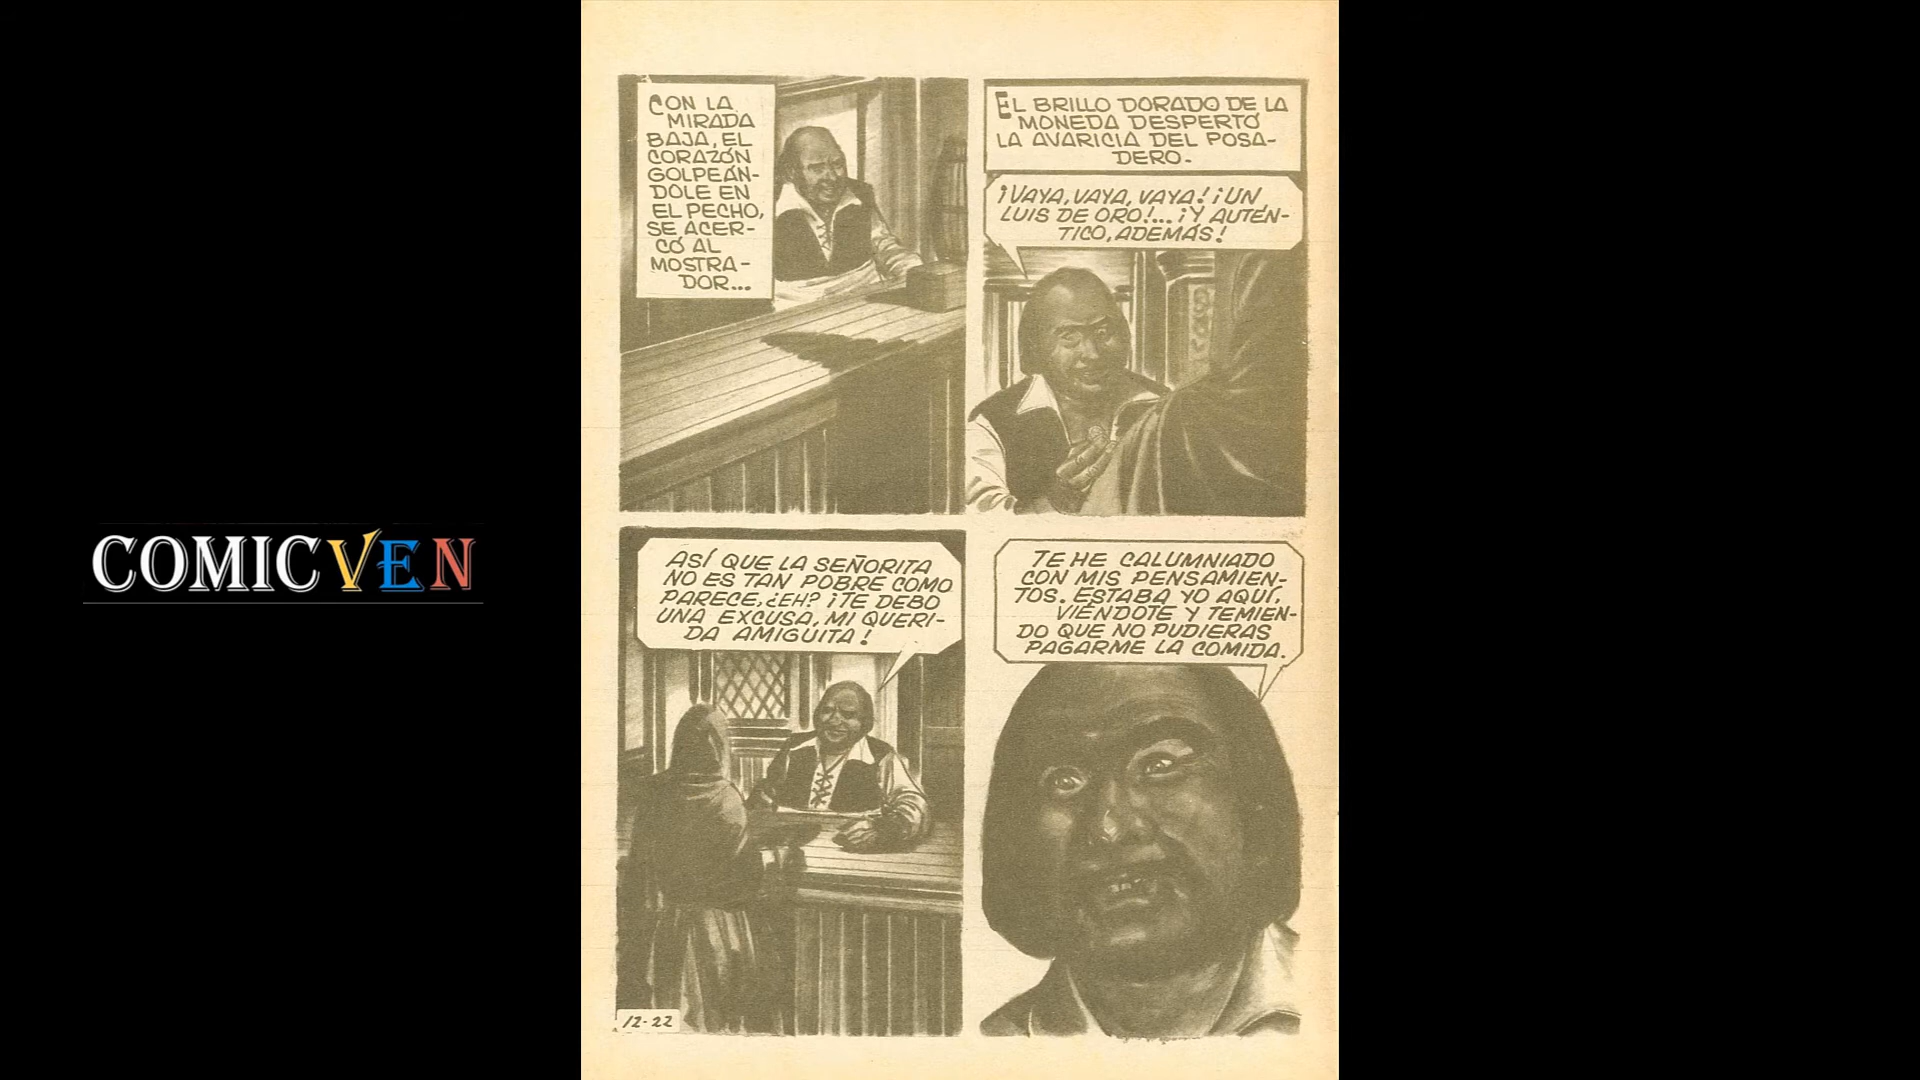 CON LA
MIRADA
BAJA, EL
CORAZÓN
GOLPEÁN-
DOLE EN
EL PECHO,
SE ACER-
CÓ AL
MOSTRA-
DOR...
EL BRILLO DORADO DE LA
MONEDA DESPERTÓ
LA AVARICIA DEL POSA-
DERO.
¡VAYA, VAYA, VAYA! ¡UN
LUIS DE ORO!... ¡Y AUTÉN-
TICO, ADEMÁS!
ASÍ QUE LA SEÑORITA
NO ES TAN POBRE COMO
PARECE, ¿EH? ¡TE DEBO
UNA EXCUSA, MI QUERI-
DA AMIGUITA!
TE HE CALUMNIADO
CON MIS PENSAMIEN-
TOS. ESTABA YO AQUÍ,
VIÉNDOTE Y TEMIEN-
DO QUE NO PUDIERAS
PAGARME LA COMIDA.
12-22
COMICVEN